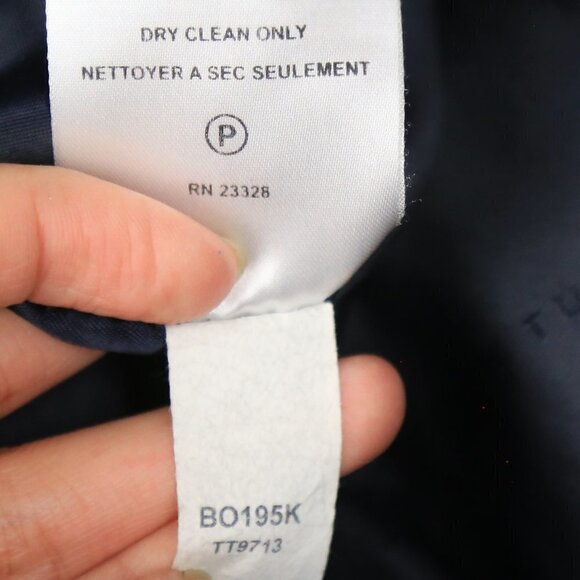 DRY CLEAN ONLY
NETTOYER A SEC SEULEMENT
P
RN 23328
BO195K
TT9713